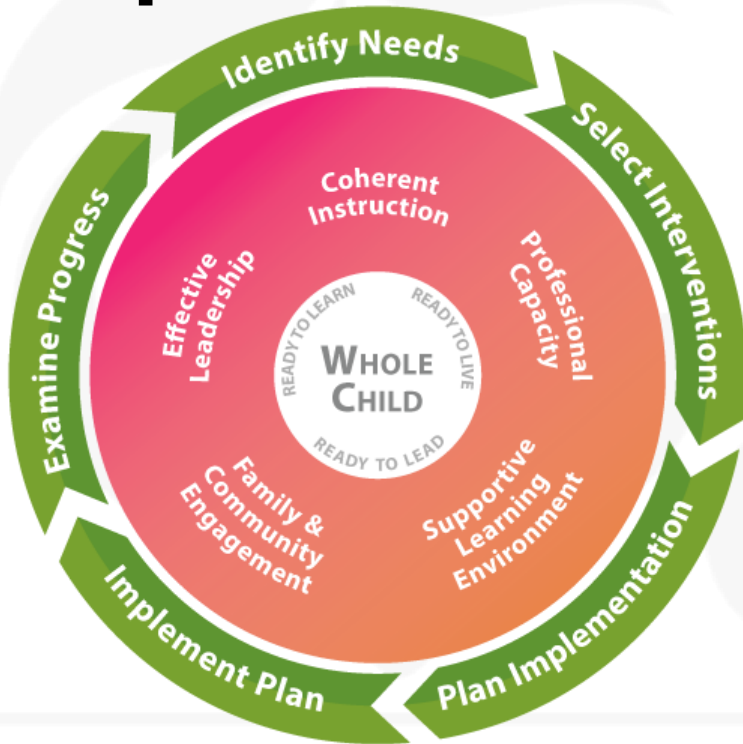 Identify Needs
Select Interventions
Plan Implementation
Implement Plan
Examine Progress
Coherent
Instruction
Professional
Capacity
Supportive
Learning
Environment
Family &
Community
Engagement
Effective
Leadership
READY TO LEARN
READY TO LIVE
READY TO LEAD
WHOLE
CHILD